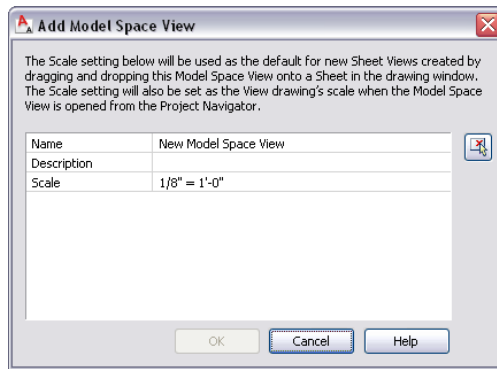 Add Model Space View
The Scale setting below will be used as the default for new Sheet Views created by
dragging and dropping this Model Space View onto a Sheet in the drawing window.
The Scale setting will also be set as the View drawing's scale when the Model Space
View is opened from the Project Navigator.
Name New Model Space View
Description
Scale 1/8" = 1'-0"
OK Cancel Help